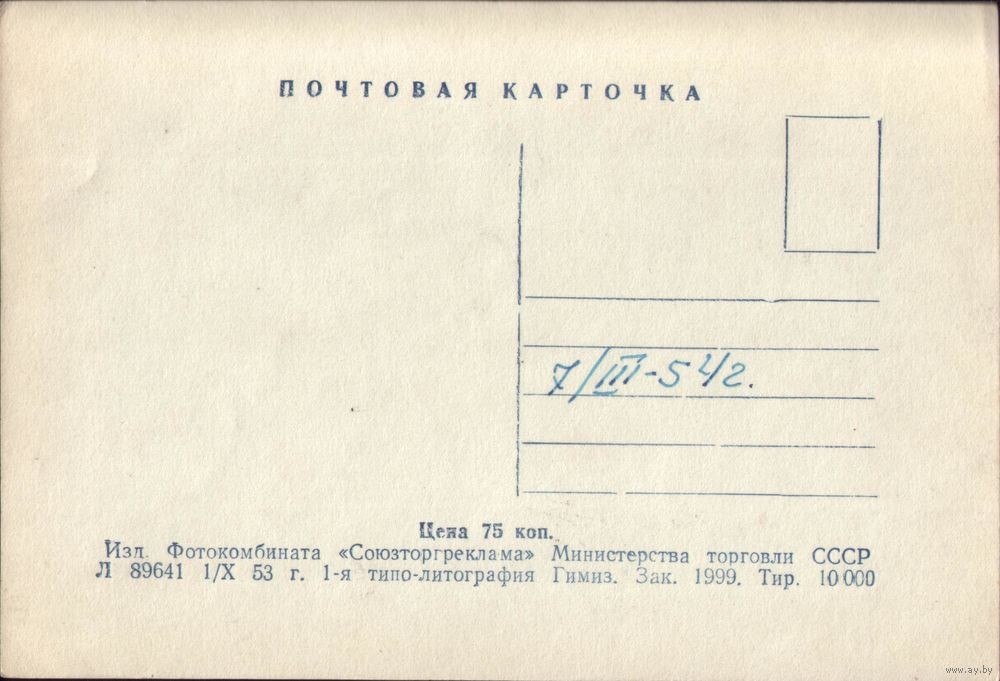 ПОЧТОВАЯ КАРТОЧКА
7/III-54г.
Цена 75 коп.
Изд. Фотокомбината «Союзторгреклама» Министерства торговли СССР
Л 89641 1/X 53 г. 1-я типо-литография Гимиз. Зак. 1999. Тир. 10 000
www.ay.by